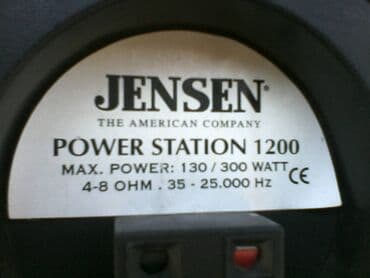 JENSEN®
THE AMERICAN COMPANY
POWER STATION 1200
MAX. POWER: 130 / 300 WATT CE
4-8 OHM . 35 - 25.000 Hz